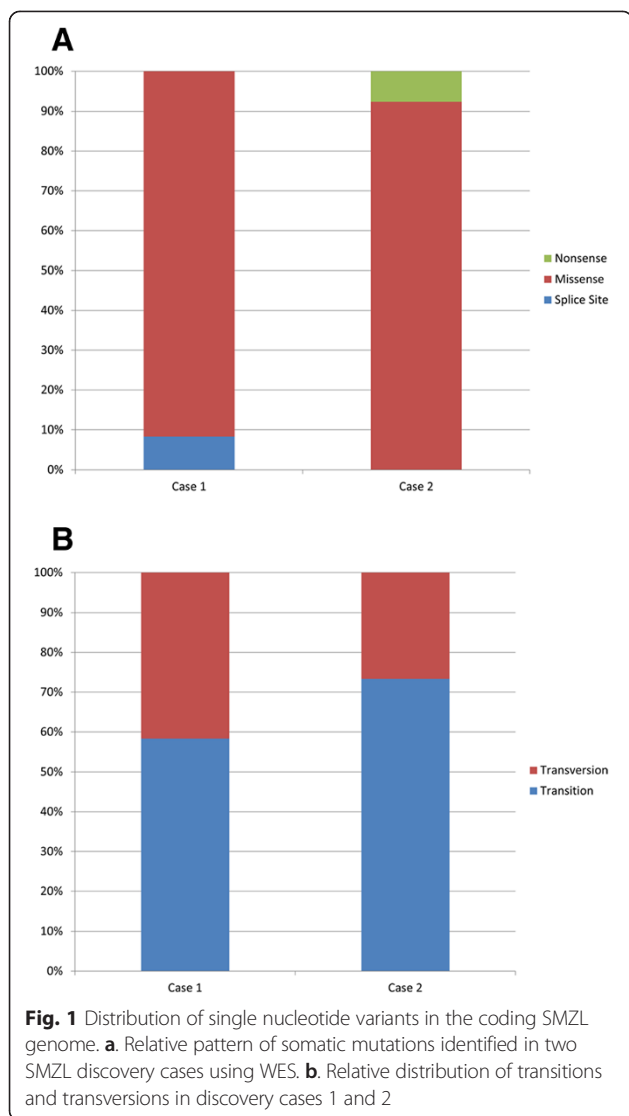 A
100%
90%
80%
70%
60%
50%
40%
30%
20%
10%
0%
Case 1
Case 2
Nonsense
Missense
Splice Site
B
100%
90%
80%
70%
60%
50%
40%
30%
20%
10%
0%
Case 1
Case 2
Transversion
Transition
Fig. 1 Distribution of single nucleotide variants in the coding SMZL
genome. a. Relative pattern of somatic mutations identified in two
SMZL discovery cases using WES. b. Relative distribution of transitions
and transversions in discovery cases 1 and 2